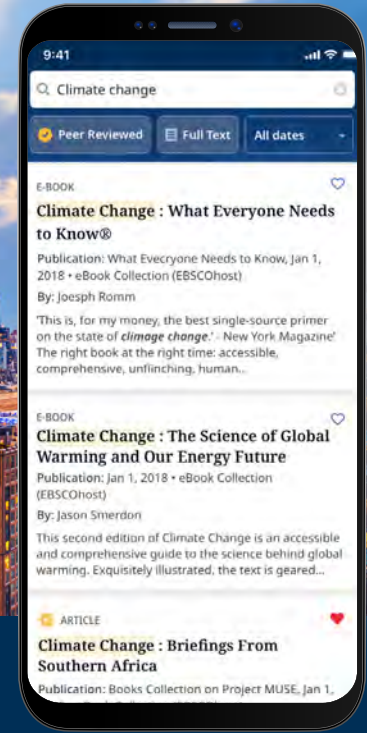 9:41
Climate change
Peer Reviewed
Full Text
All dates
E-BOOK
Climate Change : What Everyone Needs
to Know®
Publication: What Evecryone Needs to Know, Jan 1,
2018 • eBook Collection (EBSCOhost)
By: Joesph Romm
'This is, for my money, the best single-source primer
on the state of climage change.' - New York Magazine'
The right book at the right time: accessible,
comprehensive, unflinching, human...
E-BOOK
Climate Change : The Science of Global
Warming and Our Energy Future
Publication: Jan 1, 2018 • eBook Collection
(EBSCOhost)
By: Jason Smerdon
This second edition of Climate Change is an accessible
and comprehensive guide to the science behind global
warming. Exquisitely illustrated, the text is geared...
ARTICLE
Climate Change : Briefings From
Southern Africa
Publication: Books Collection on Project MUSE, Jan 1,